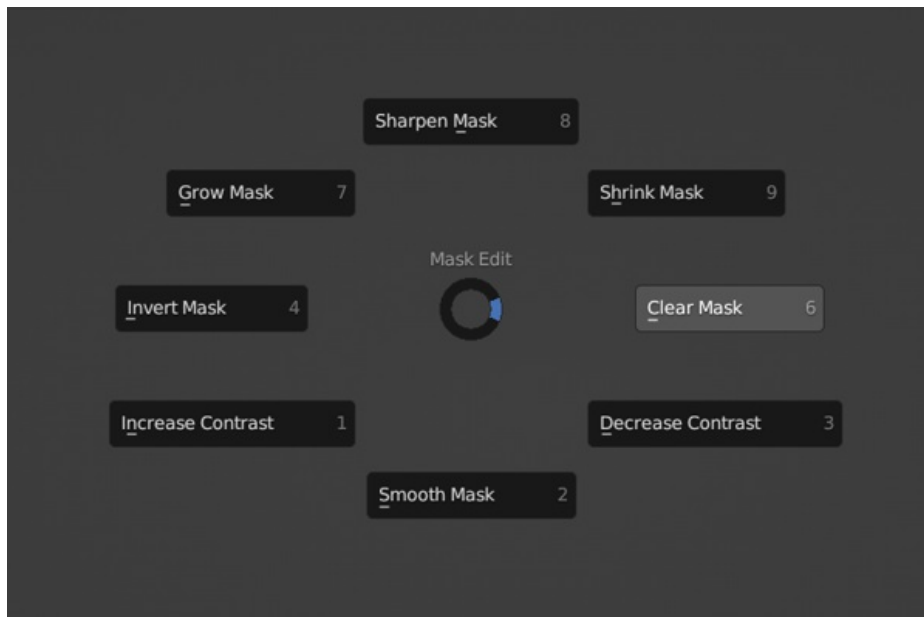 Sharpen Mask 8
Grow Mask 7
Shrink Mask 9
Mask Edit
Invert Mask 4
Clear Mask 6
Increase Contrast 1
Decrease Contrast 3
Smooth Mask 2